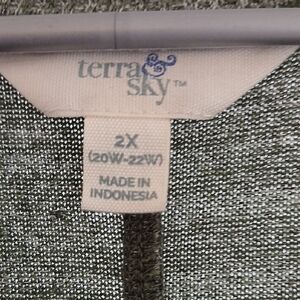 terra &
sky™
2X
(20W-22W)
MADE IN
INDONESIA